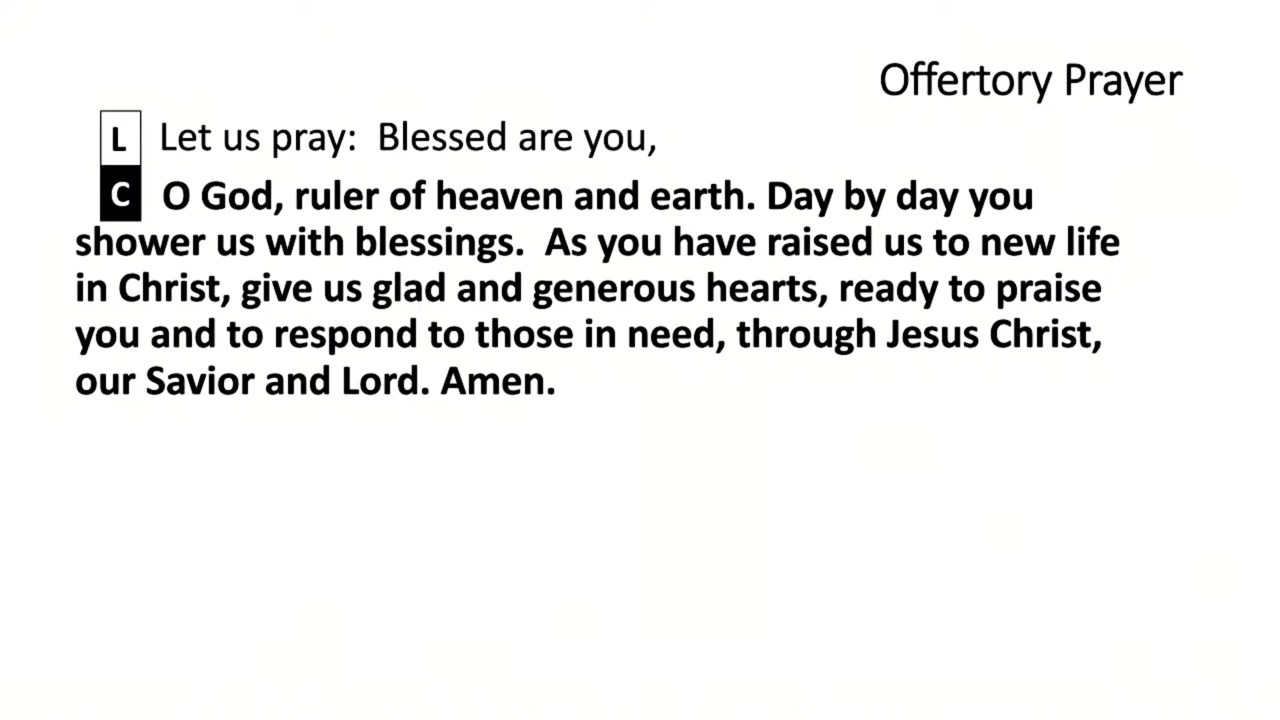 Offertory Prayer
L Let us pray:  Blessed are you,
C O God, ruler of heaven and earth. Day by day you
shower us with blessings.  As you have raised us to new life
in Christ, give us glad and generous hearts, ready to praise
you and to respond to those in need, through Jesus Christ,
our Savior and Lord. Amen.